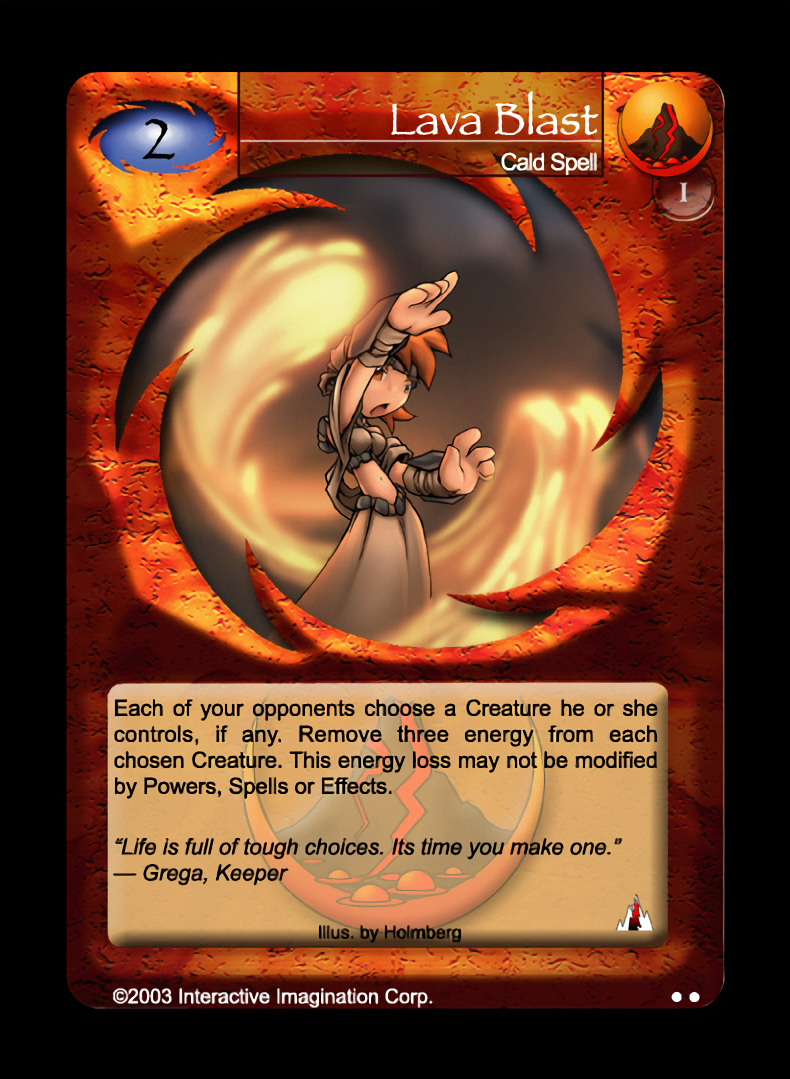 2
Lava Blast
Cald Spell
I
Each of your opponents choose a Creature he or she
controls, if any. Remove three energy from each
chosen Creature. This energy loss may not be modified
by Powers, Spells or Effects.
“Life is full of tough choices. Its time you make one.”
— Grega, Keeper
Illus. by Holmberg
©2003 Interactive Imagination Corp.